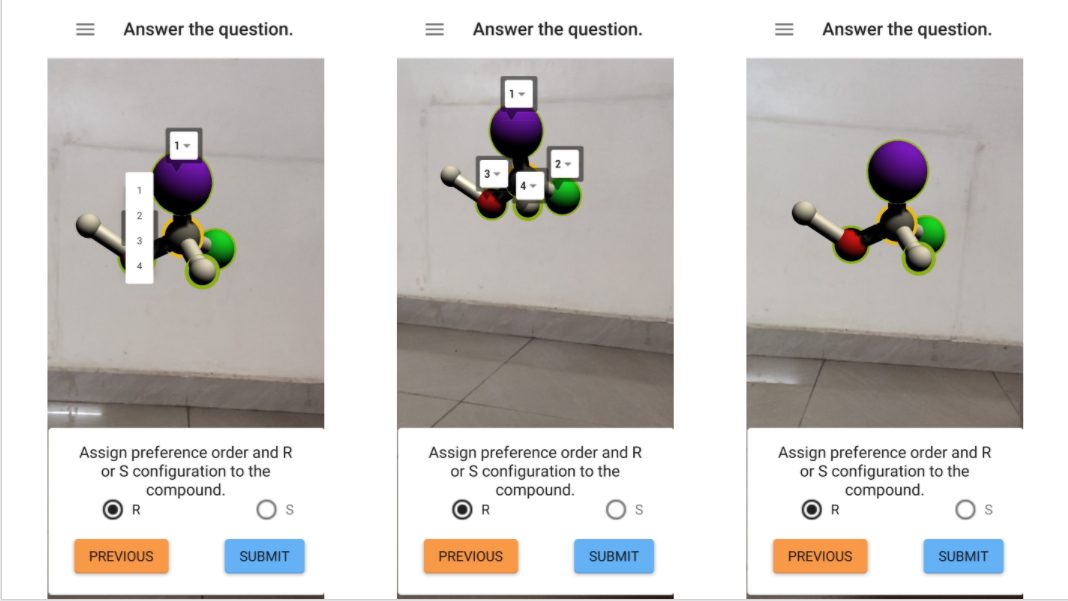 Answer the question.
1
1
2
3
4
Assign preference order and R
or S configuration to the
compound.
R
S
PREVIOUS
SUBMIT
Answer the question.
1
2
3
4
Assign preference order and R
or S configuration to the
compound.
R
S
PREVIOUS
SUBMIT
Answer the question.
Assign preference order and R
or S configuration to the
compound.
R
S
PREVIOUS
SUBMIT